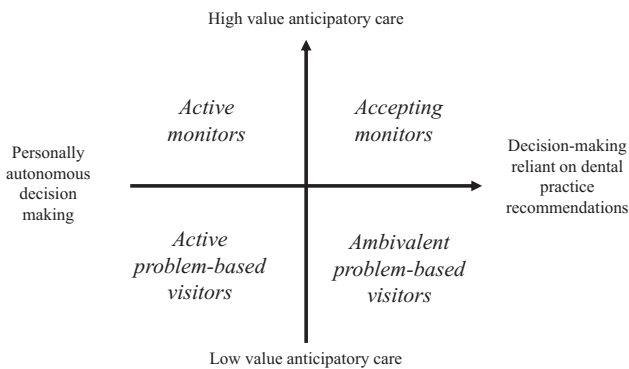 High value anticipatory care
Active
monitors
Accepting
monitors
Personally
autonomous
decision
making
Decision-making
reliant on dental
practice
recommendations
Active
problem-based
visitors
Ambivalent
problem-based
visitors
Low value anticipatory care